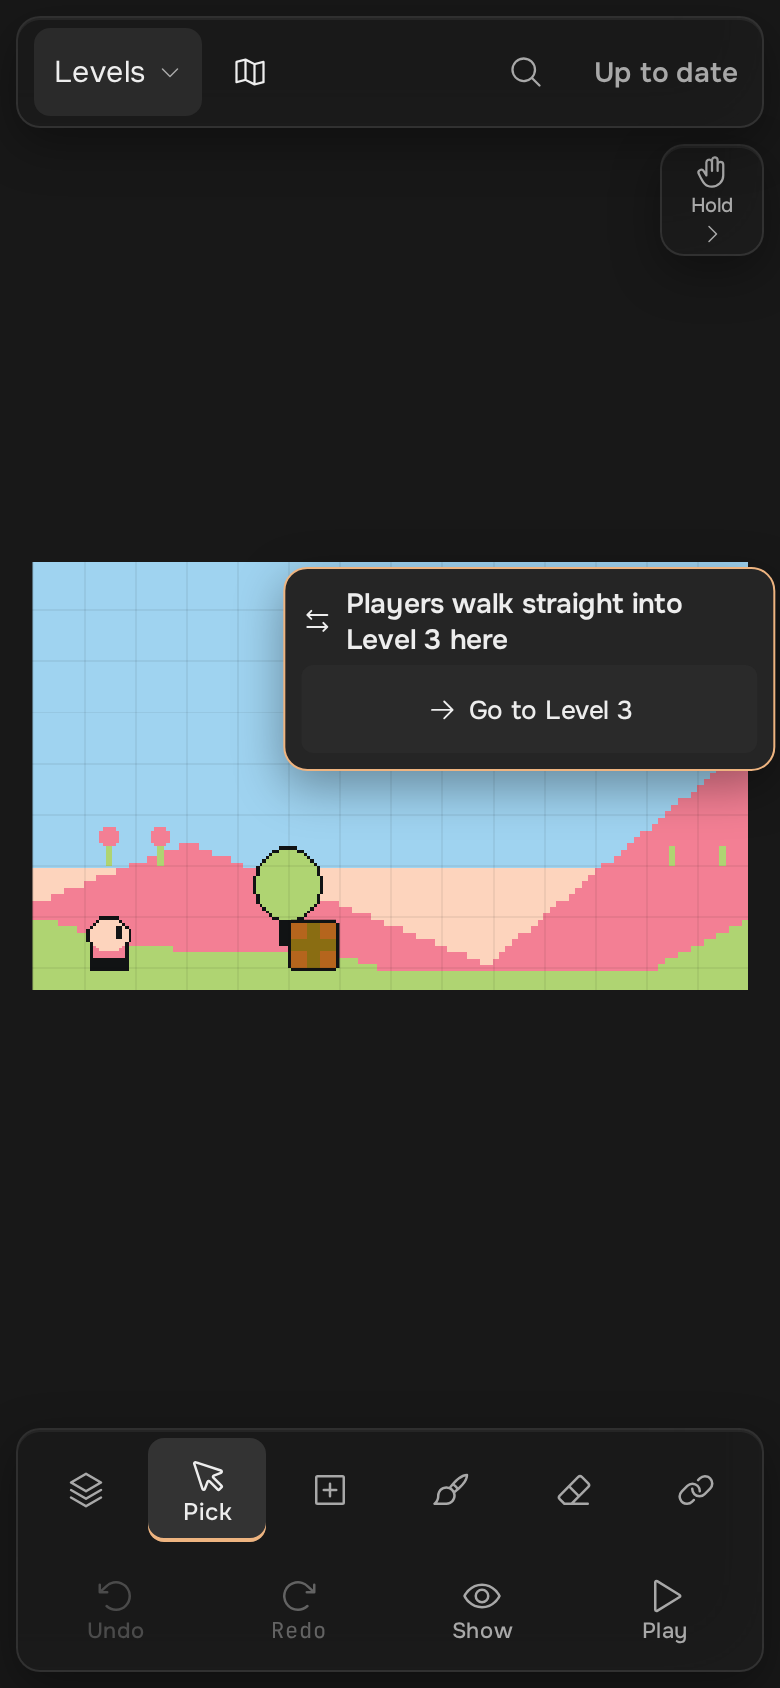 Levels
Up to date
Hold
Players walk straight into
Level 3 here
Go to Level 3
Pick
Undo
Redo
Show
Play